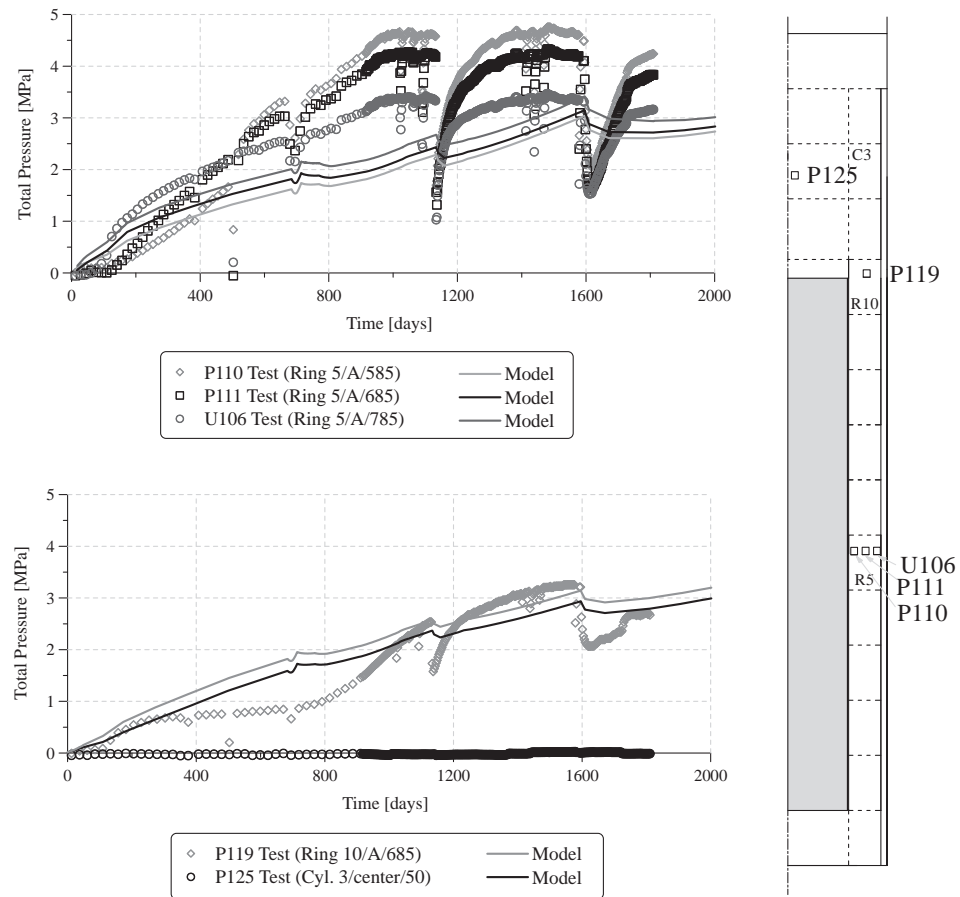 5
4
3
2
1
0
Total Pressure [MPa]
0 400 800 1200 1600 2000
Time [days]
P110 Test (Ring 5/A/585) Model
P111 Test (Ring 5/A/685) Model
U106 Test (Ring 5/A/785) Model
5
4
3
2
1
0
Total Pressure [MPa]
0 400 800 1200 1600 2000
Time [days]
P119 Test (Ring 10/A/685) Model
P125 Test (Cyl. 3/center/50) Model
C3
P125
P119
R10
U106
R5
P111
P110